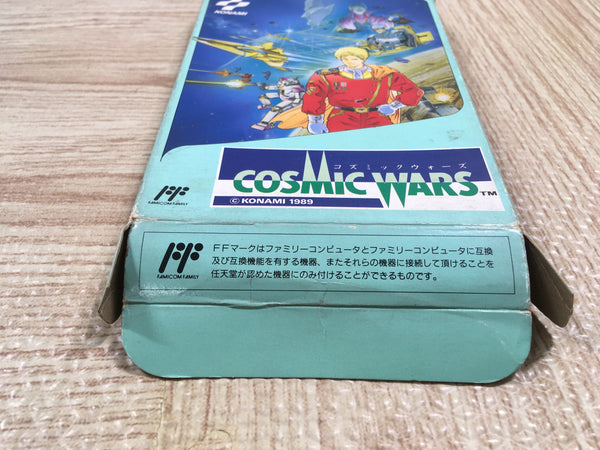 KONAMI
コズミックウォーズ
COSMIC WARS™
© KONAMI 1989
FF
FAMICOM FAMILY
FF
FAMICOM FAMILY
FFマークはファミリーコンピュータとファミリーコンピュータに互換
及び互換機能を有する機器、またそれらの機器に接続して頂けることを
任天堂が認めた機器にのみ付けることができるものです。